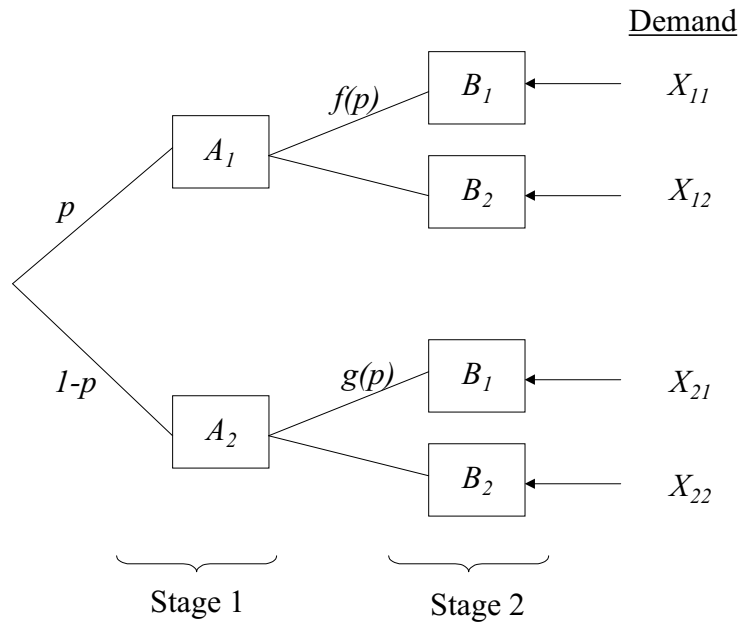 Demand
f(p)
B1
X11
A1
p
B2
X12
1-p
g(p)
B1
X21
A2
B2
X22
Stage 1
Stage 2